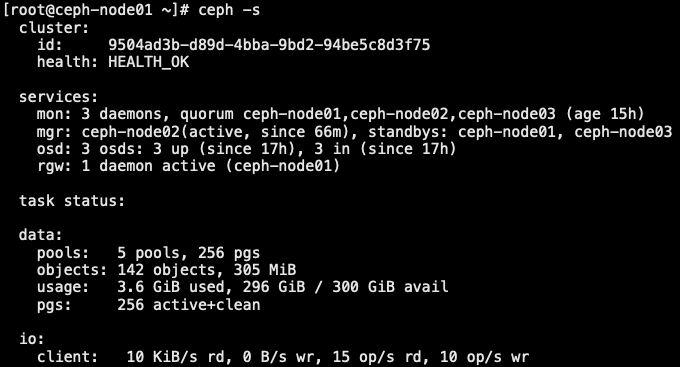 [root@ceph-node01 ~]# ceph -s
  cluster:
    id:     9504ad3b-d89d-4bba-9bd2-94be5c8d3f75
    health: HEALTH_OK

  services:
    mon: 3 daemons, quorum ceph-node01,ceph-node02,ceph-node03 (age 15h)
    mgr: ceph-node02(active, since 66m), standbys: ceph-node01, ceph-node03
    osd: 3 osds: 3 up (since 17h), 3 in (since 17h)
    rgw: 1 daemon active (ceph-node01)

  task status:

  data:
    pools:   5 pools, 256 pgs
    objects: 142 objects, 305 MiB
    usage:   3.6 GiB used, 296 GiB / 300 GiB avail
    pgs:     256 active+clean

  io:
    client:   10 KiB/s rd, 0 B/s wr, 15 op/s rd, 10 op/s wr